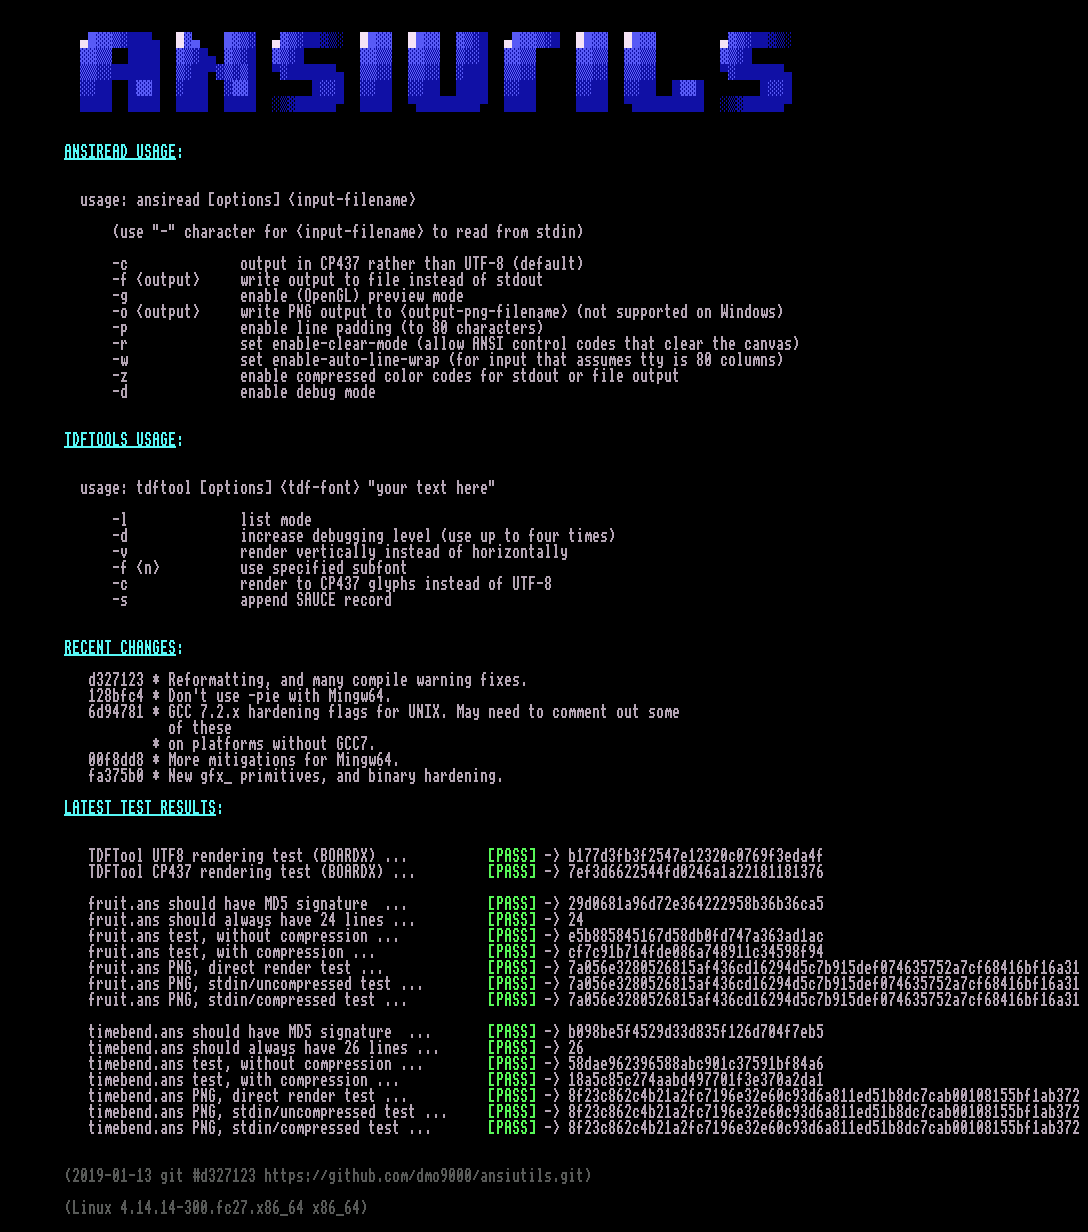 ANSIUTILS
ANSIREAD USAGE:
usage: ansiread [options] <input-filename>
(use "-" character for <input-filename> to read from stdin)
-c output in CP437 rather than UTF-8 (default)
-f <output> write output to file instead of stdout
-g enable (OpenGL) preview mode
-o <output> write PNG output to <output-png-filename> (not supported on Windows)
-p enable line padding (to 80 characters)
-r set enable-clear-mode (allow ANSI control codes that clear the canvas)
-w set enable-auto-line-wrap (for input that assumes tty is 80 columns)
-z enable compressed color codes for stdout or file output
-d enable debug mode
TDFTOOLS USAGE:
usage: tdftool [options] <tdf-font> "your text here"
-l list mode
-d increase debugging level (use up to four times)
-v render vertically instead of horizontally
-f <n> use specified subfont
-c render to CP437 glyphs instead of UTF-8
-s append SAUCE record
RECENT CHANGES:
d327123 * Reformatting, and many compile warning fixes.
128bfc4 * Don't use -pie with Mingw64.
6d94781 * GCC 7.2.x hardening flags for UNIX. May need to comment out some
of these
* on platforms without GCC7.
00f8dd8 * More mitigations for Mingw64.
fa375b0 * New gfx_ primitives, and binary hardening.
LATEST TEST RESULTS:
TDFTool UTF8 rendering test (BOARDX) ... [PASS] -> b177d3fb3f2547e12320c0769f3eda4f
TDFTool CP437 rendering test (BOARDX) ... [PASS] -> 7ef3d6622544fd0246a1a22181181376
fruit.ans should have MD5 signature  ... [PASS] -> 29d0681a96d72e364222958b36b36ca5
fruit.ans should always have 24 lines ... [PASS] -> 24
fruit.ans test, without compression ... [PASS] -> e5b885845167d58db0fd747a363ad1ac
fruit.ans test, with compression ... [PASS] -> cf7c91b714fde086a748911c34598f94
fruit.ans PNG, direct render test ... [PASS] -> 7a056e3280526815af436cd16294d5c7b915def074635752a7cf68416bf16a31
fruit.ans PNG, stdin/uncompressed test ... [PASS] -> 7a056e3280526815af436cd16294d5c7b915def074635752a7cf68416bf16a31
fruit.ans PNG, stdin/compressed test ... [PASS] -> 7a056e3280526815af436cd16294d5c7b915def074635752a7cf68416bf16a31
timebend.ans should have MD5 signature  ... [PASS] -> b098be5f4529d33d835f126d704f7eb5
timebend.ans should always have 26 lines ... [PASS] -> 26
timebend.ans test, without compression ... [PASS] -> 58dae962396588abc901c37591bf84a6
timebend.ans test, with compression ... [PASS] -> 18a5c85c274aabd497701f3e370a2da1
timebend.ans PNG, direct render test ... [PASS] -> 8f23c862c4b21a2fc7196e32e60c93d6a811ed51b8dc7cab00108155bf1ab372
timebend.ans PNG, stdin/uncompressed test ... [PASS] -> 8f23c862c4b21a2fc7196e32e60c93d6a811ed51b8dc7cab00108155bf1ab372
timebend.ans PNG, stdin/compressed test ... [PASS] -> 8f23c862c4b21a2fc7196e32e60c93d6a811ed51b8dc7cab00108155bf1ab372
(2019-01-13 git #d327123 https://github.com/dmo9000/ansiutils.git)
(Linux 4.14.14-300.fc27.x86_64 x86_64)